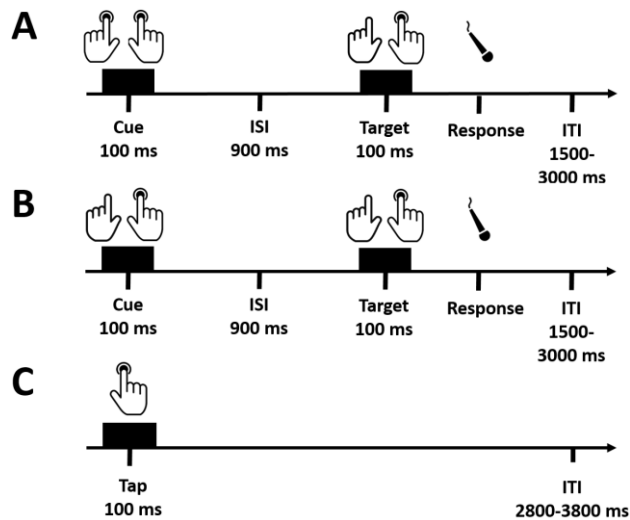 A
Cue ISI Target Response ITI
100 ms 900 ms 100 ms 1500-
3000 ms
B
Cue ISI Target Response ITI
100 ms 900 ms 100 ms 1500-
3000 ms
C
Tap ITI
100 ms 2800-3800 ms